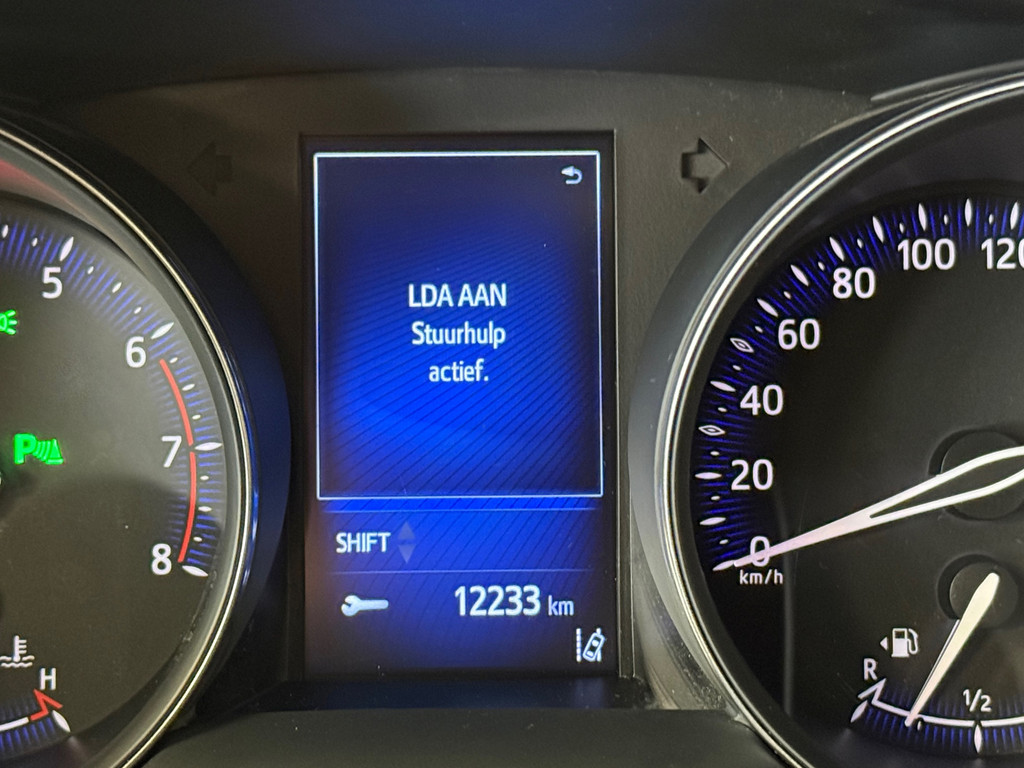 LDA AAN
Stuurhulp
actief.
SHIFT
12233 km
5
6
7
8
H
P
0
20
40
60
80
100
120
km/h
R
1/2